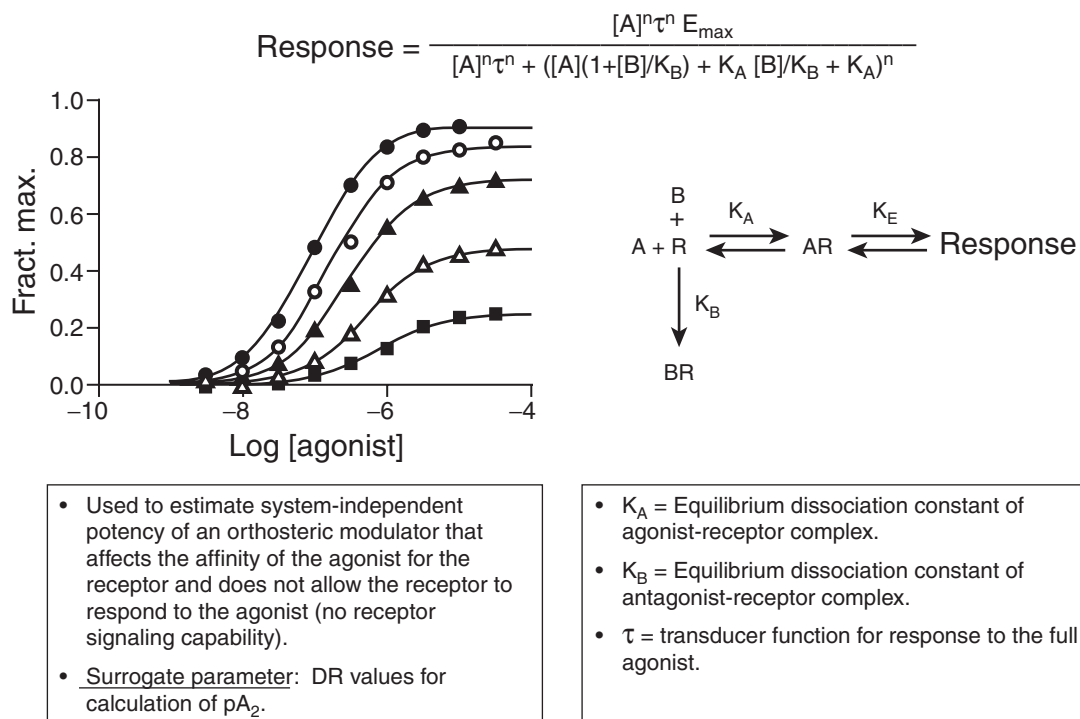 Response = [A]ⁿτⁿ Eₘₐₓ
[A]ⁿτⁿ + ([A](1+[B]/K_B) + K_A [B]/K_B + K_A)ⁿ
1.0
0.8
0.6
0.4
0.2
0.0
Fract. max.
−10
−8
−6
−4
Log [agonist]
B
+
A + R
K_A
AR
K_E
Response
K_B
BR
• Used to estimate system-independent
potency of an orthosteric modulator that
affects the affinity of the agonist for the
receptor and does not allow the receptor to
respond to the agonist (no receptor
signaling capability).
• Surrogate parameter: DR values for
calculation of pA₂.
• K_A = Equilibrium dissociation constant of
agonist-receptor complex.
• K_B = Equilibrium dissociation constant of
antagonist-receptor complex.
• τ = transducer function for response to the full
agonist.